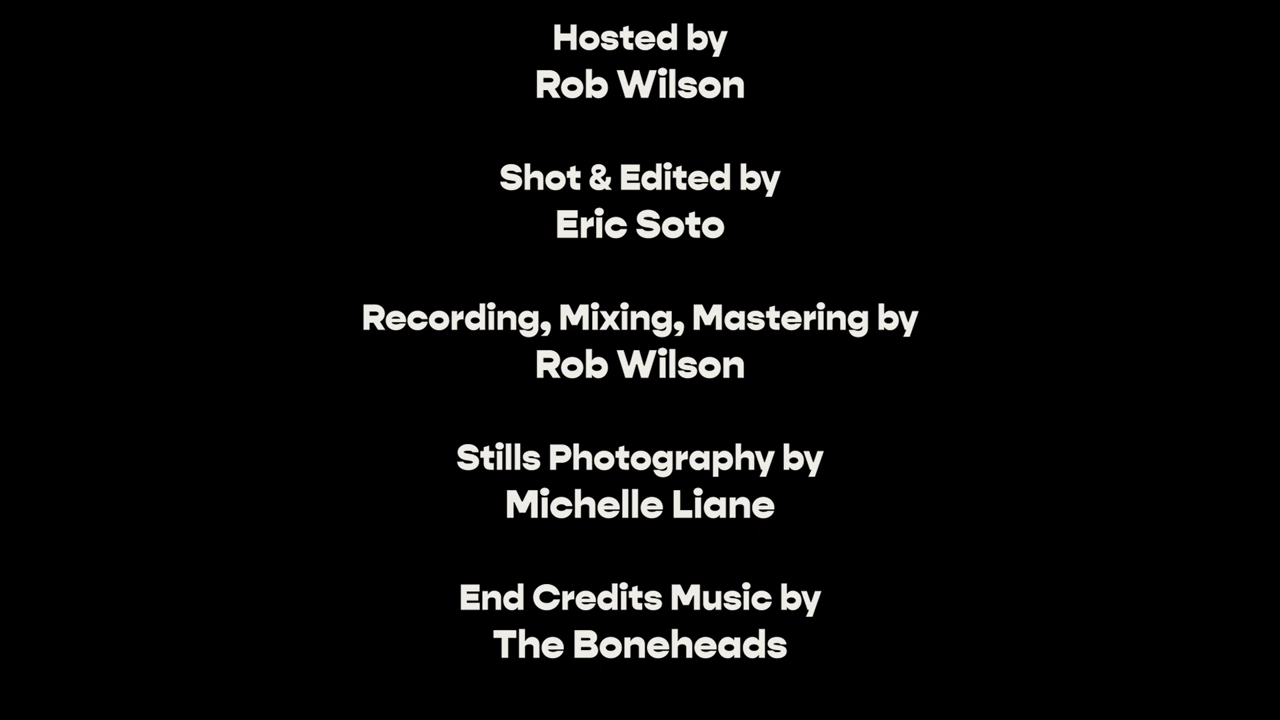 Hosted by
Rob Wilson
Shot & Edited by
Eric Soto
Recording, Mixing, Mastering by
Rob Wilson
Stills Photography by
Michelle Liane
End Credits Music by
The Boneheads